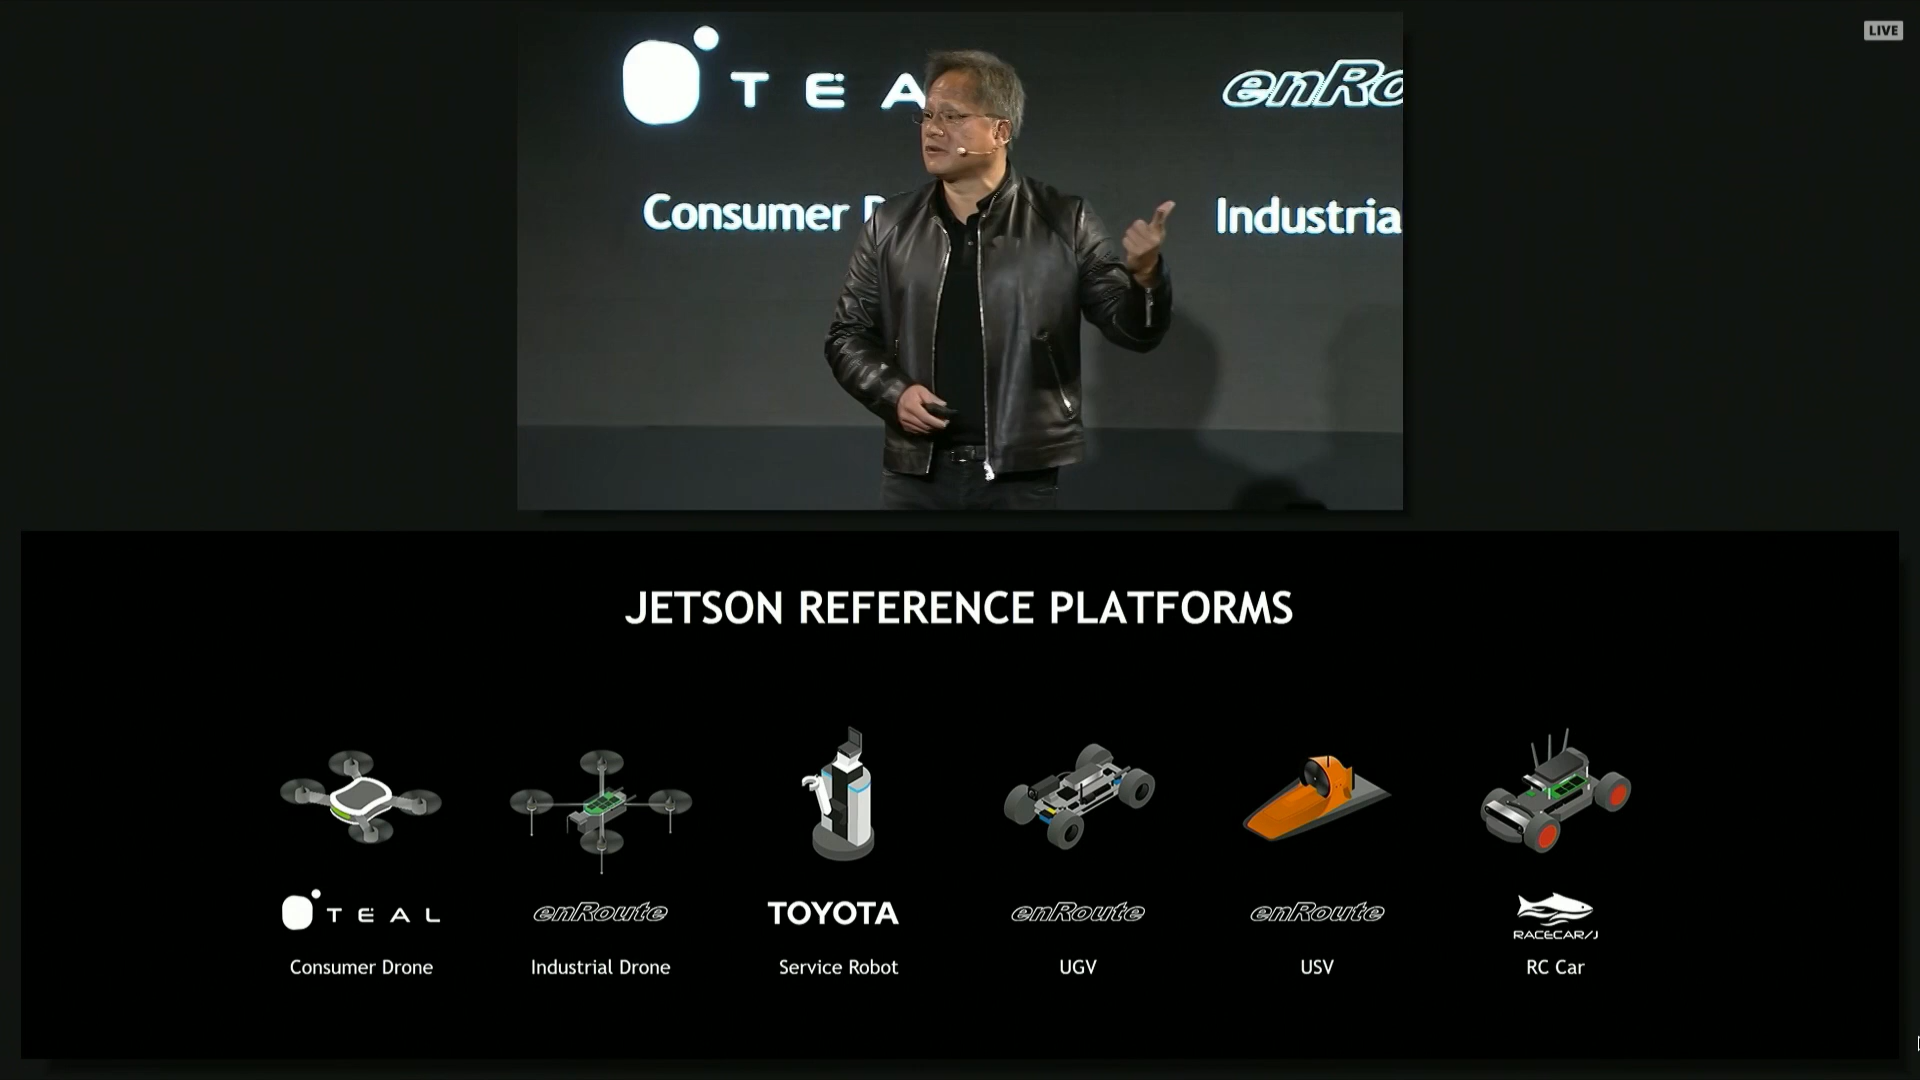 LIVE
TEA
enRo
Consumer
Industria
JETSON REFERENCE PLATFORMS
TEAL
enRoute
TOYOTA
enRoute
enRoute
RACECAR/J
Consumer Drone
Industrial Drone
Service Robot
UGV
USV
RC Car